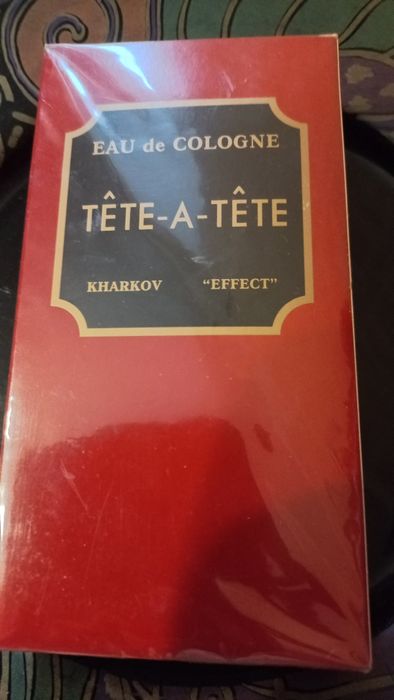 EAU de COLOGNE
TÊTE-A-TÊTE
KHARKOV "EFFECT"